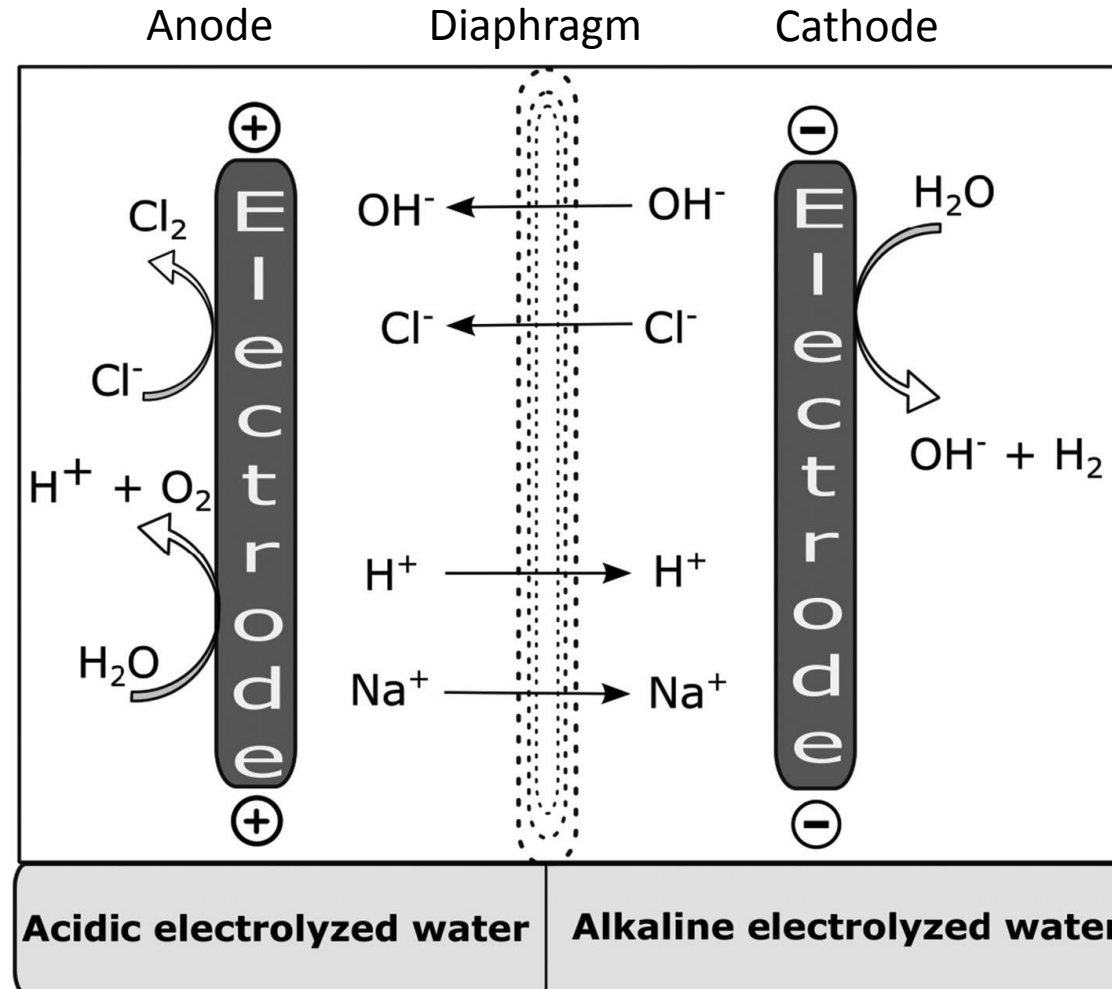 Anode Diaphragm Cathode
+ −
Electrode
Electrode
Cl₂
Cl⁻
H⁺ + O₂
H₂O
OH⁻ OH⁻
Cl⁻ Cl⁻
H⁺ H⁺
Na⁺ Na⁺
H₂O
OH⁻ + H₂
+ −
Acidic electrolyzed water Alkaline electrolyzed water